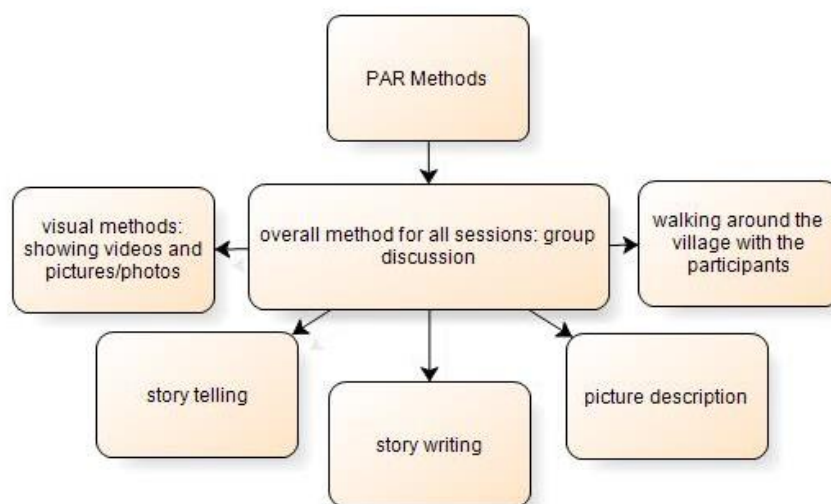 PAR Methods
visual methods:
showing videos and
pictures/photos
overall method for all sessions: group
discussion
walking around the
village with the
participants
story telling
story writing
picture description